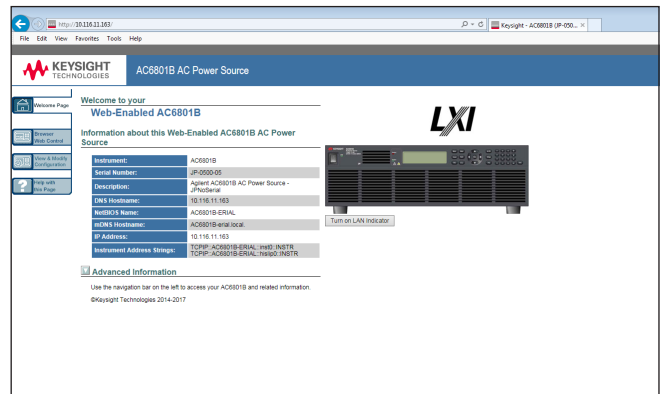 http://10.116.11.163/
Keysight - AC6801B (JP-050...
File Edit View Favorites Tools Help
KEYSIGHT
TECHNOLOGIES
AC6801B AC Power Source
Welcome Page
Browser
Web Control
View & Modify
Configuration
Help with
this Page
Welcome to your
Web-Enabled AC6801B
Information about this Web-Enabled AC6801B AC Power
Source
Instrument: AC6801B
Serial Number: JP-0500-05
Description: Agilent AC6801B AC Power Source -
JPNoSerial
DNS Hostname: 10.116.11.163
NetBIOS Name: AC6801B-ERIAL
mDNS Hostname: AC6801B-erial.local.
IP Address: 10.116.11.163
Instrument Address Strings: TCPIP::AC6801B-ERIAL::inst0::INSTR
TCPIP::AC6801B-ERIAL::hislip0::INSTR
Advanced Information
Use the navigation bar on the left to access your AC6801B and related information.
©Keysight Technologies 2014-2017
LXI
Turn on LAN Indicator